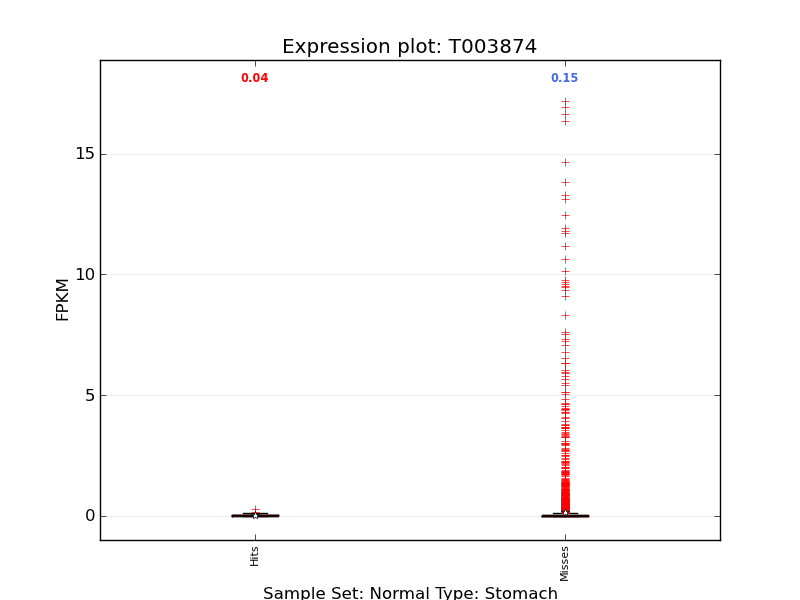 Expression plot: T003874
0.04
0.15
15
10
5
0
FPKM
Hits
Misses
Sample Set: Normal Type: Stomach